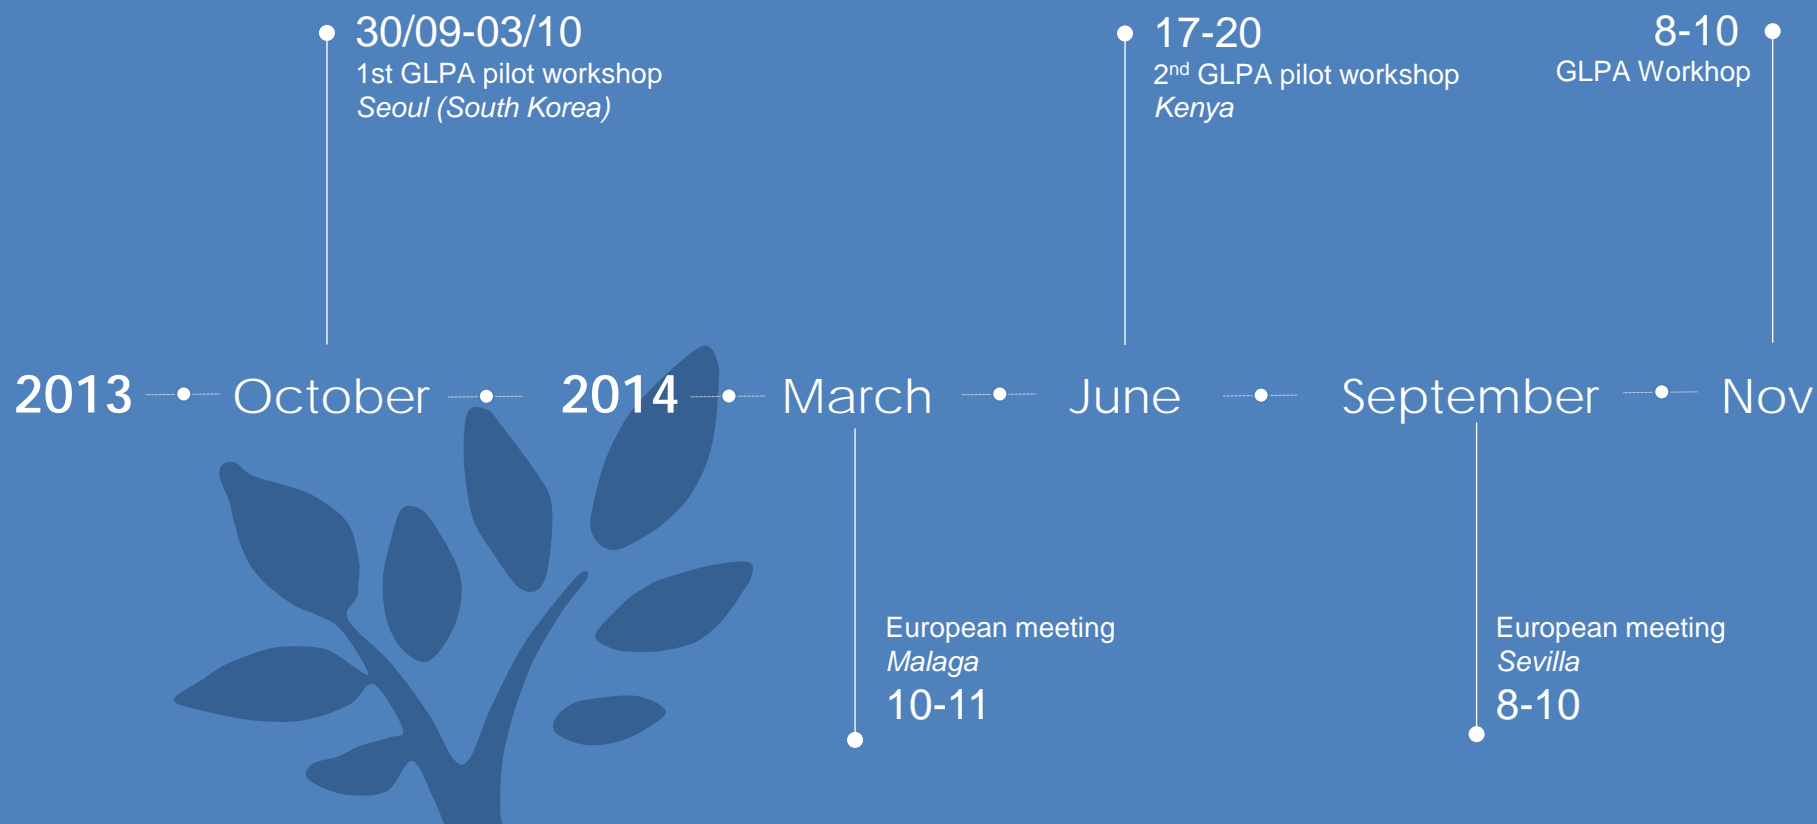 30/09-03/10
1st GLPA pilot workshop
Seoul (South Korea)
17-20
2nd GLPA pilot workshop
Kenya
8-10
GLPA Workhop
2013 October 2014 March June September Nov
European meeting
Malaga
10-11
European meeting
Sevilla
8-10